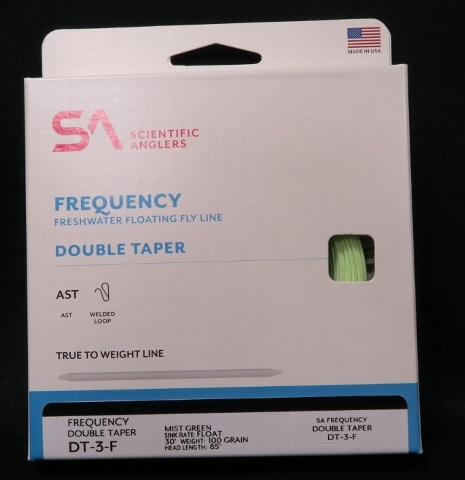 MADE IN USA
SA SCIENTIFIC
ANGLERS
FREQUENCY
FRESHWATER FLOATING FLY LINE
DOUBLE TAPER
AST
AST WELDED
LOOP
TRUE TO WEIGHT LINE
FREQUENCY
DOUBLE TAPER
DT-3-F
MIST GREEN
SINK RATE: FLOAT
30' WEIGHT: 100 GRAIN
HEAD LENGTH: 85'
SA FREQUENCY
DOUBLE TAPER
DT-3-F